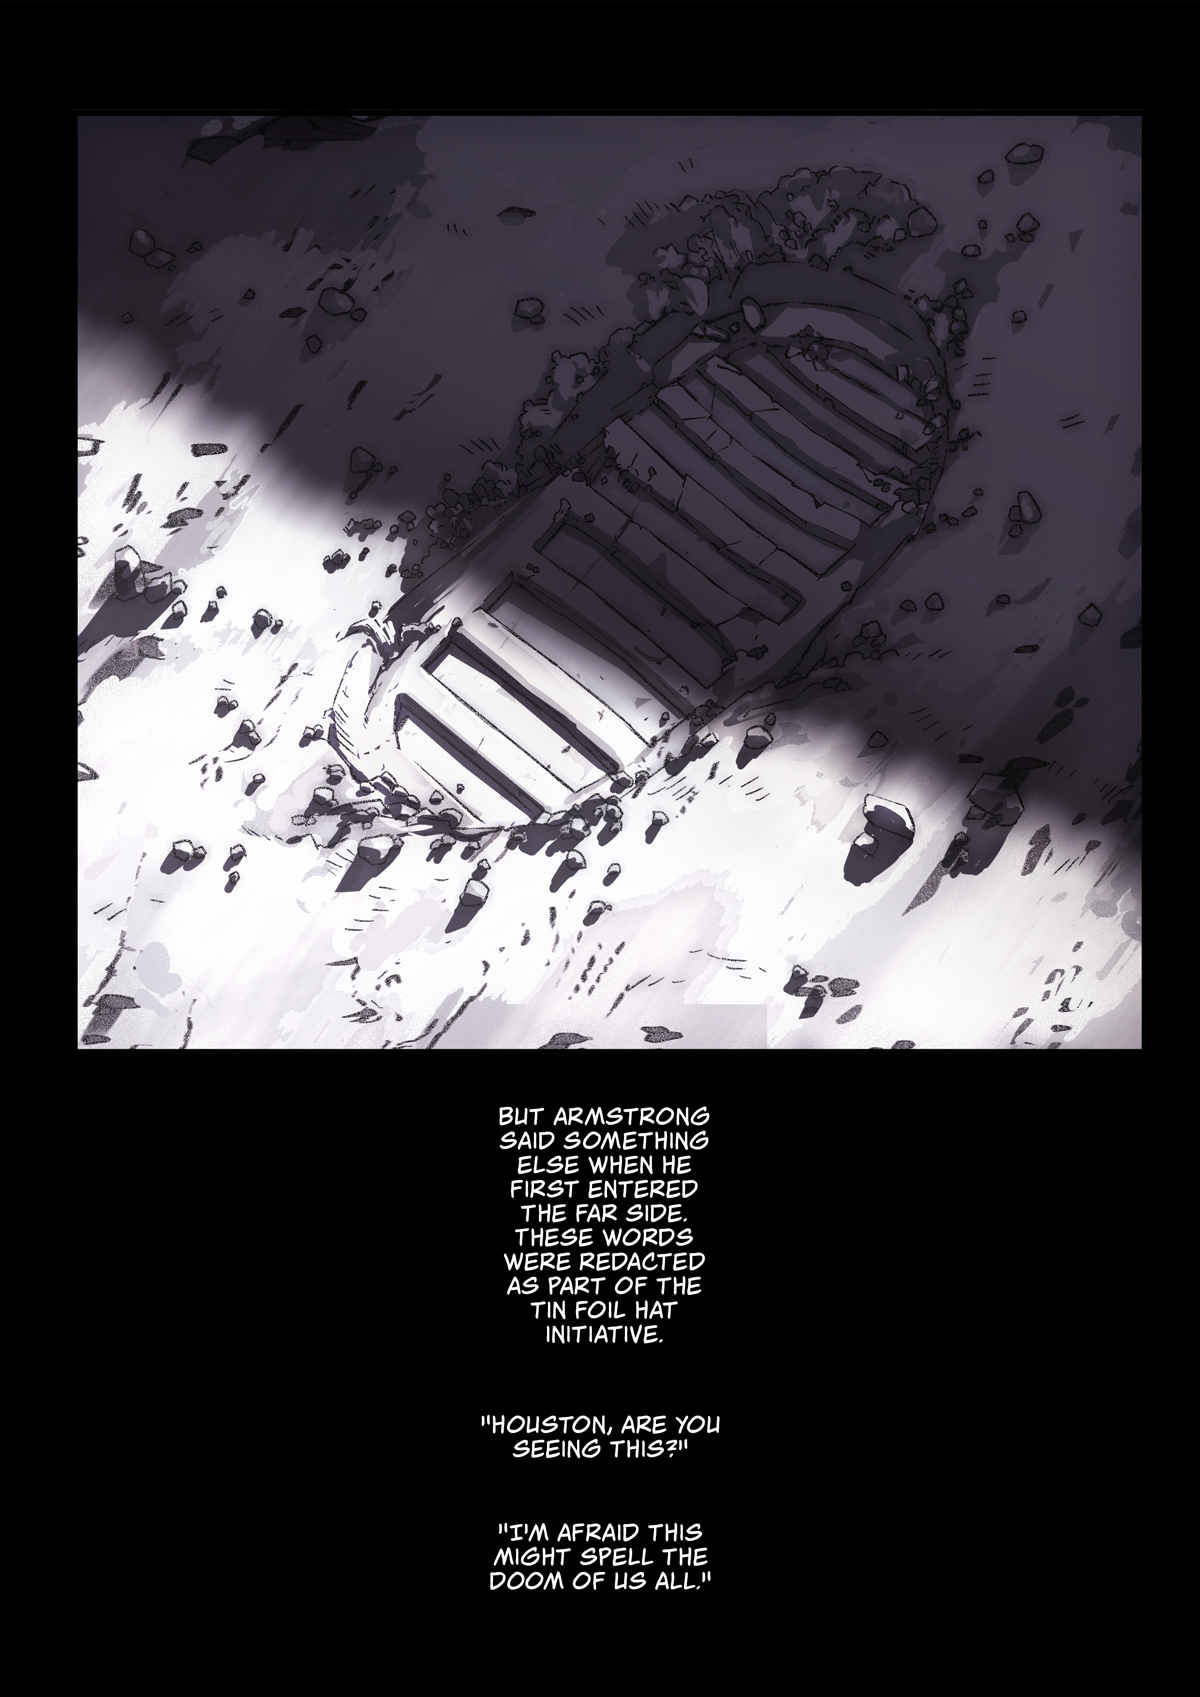 BUT ARMSTRONG
SAID SOMETHING
ELSE WHEN HE
FIRST ENTERED
THE FAR SIDE.
THESE WORDS
WERE REDACTED
AS PART OF THE
TIN FOIL HAT
INITIATIVE.
"HOUSTON, ARE YOU
SEEING THIS?"
"I'M AFRAID THIS
MIGHT SPELL THE
DOOM OF US ALL."